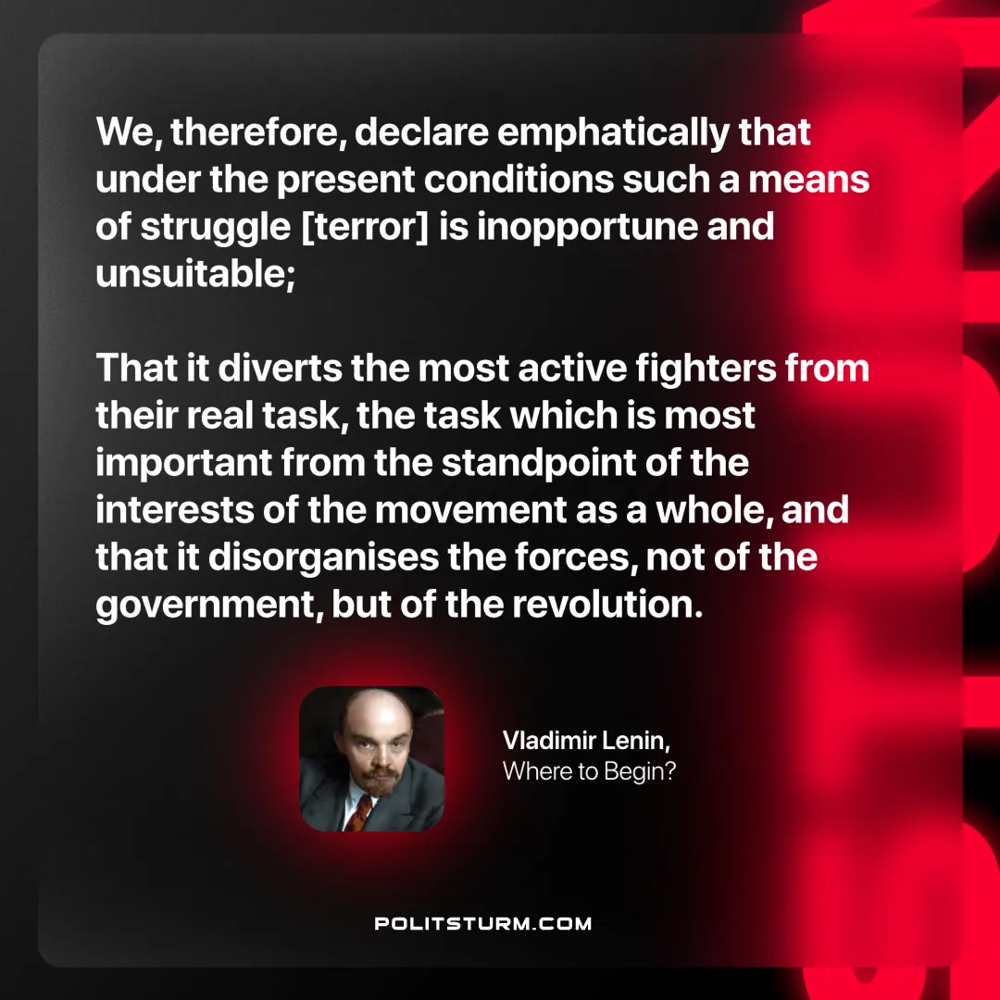 We, therefore, declare emphatically that
under the present conditions such a means
of struggle [terror] is inopportune and
unsuitable;
That it diverts the most active fighters from
their real task, the task which is most
important from the standpoint of the
interests of the movement as a whole, and
that it disorganises the forces, not of the
government, but of the revolution.
Vladimir Lenin,
Where to Begin?
POLITSTURM.COM